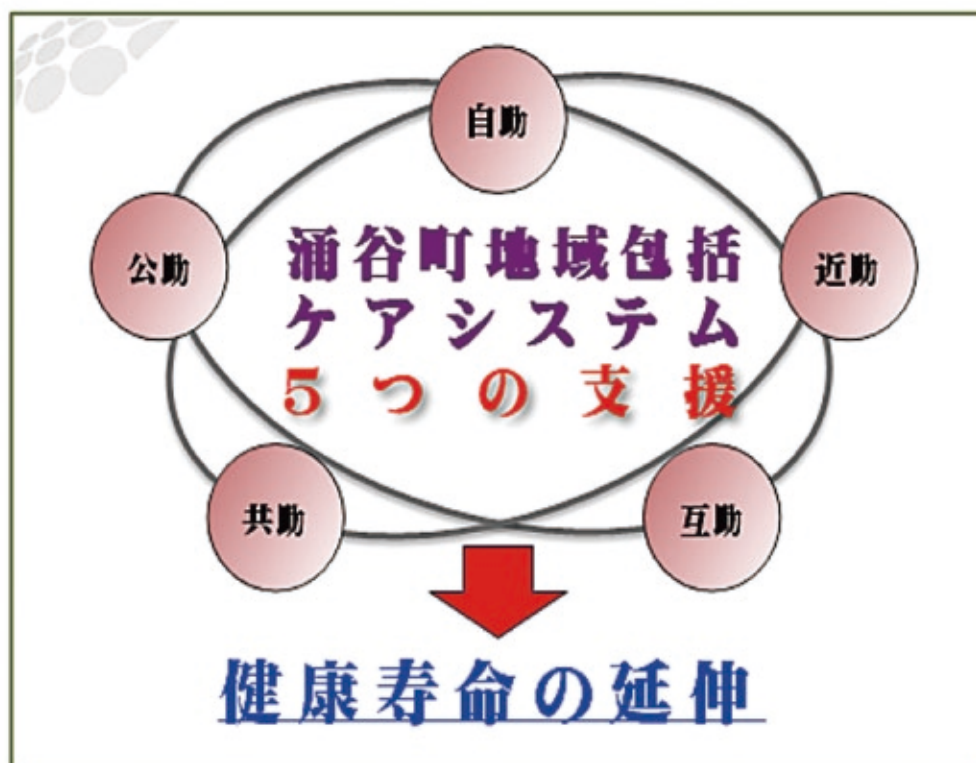 自助
公助
近助
涌谷町地域包括
ケアシステム
5つの支援
共助
互助
健康寿命の延伸